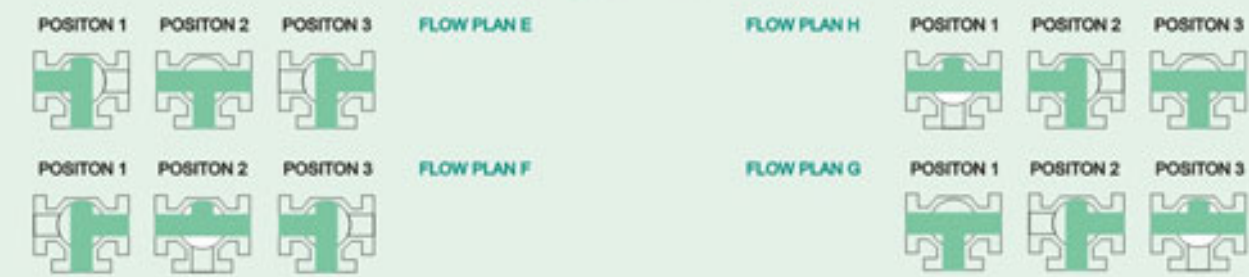 POSITON 1 POSITON 2 POSITON 3 FLOW PLAN E FLOW PLAN H POSITON 1 POSITON 2 POSITON 3
POSITON 1 POSITON 2 POSITON 3 FLOW PLAN F FLOW PLAN G POSITON 1 POSITON 2 POSITON 3